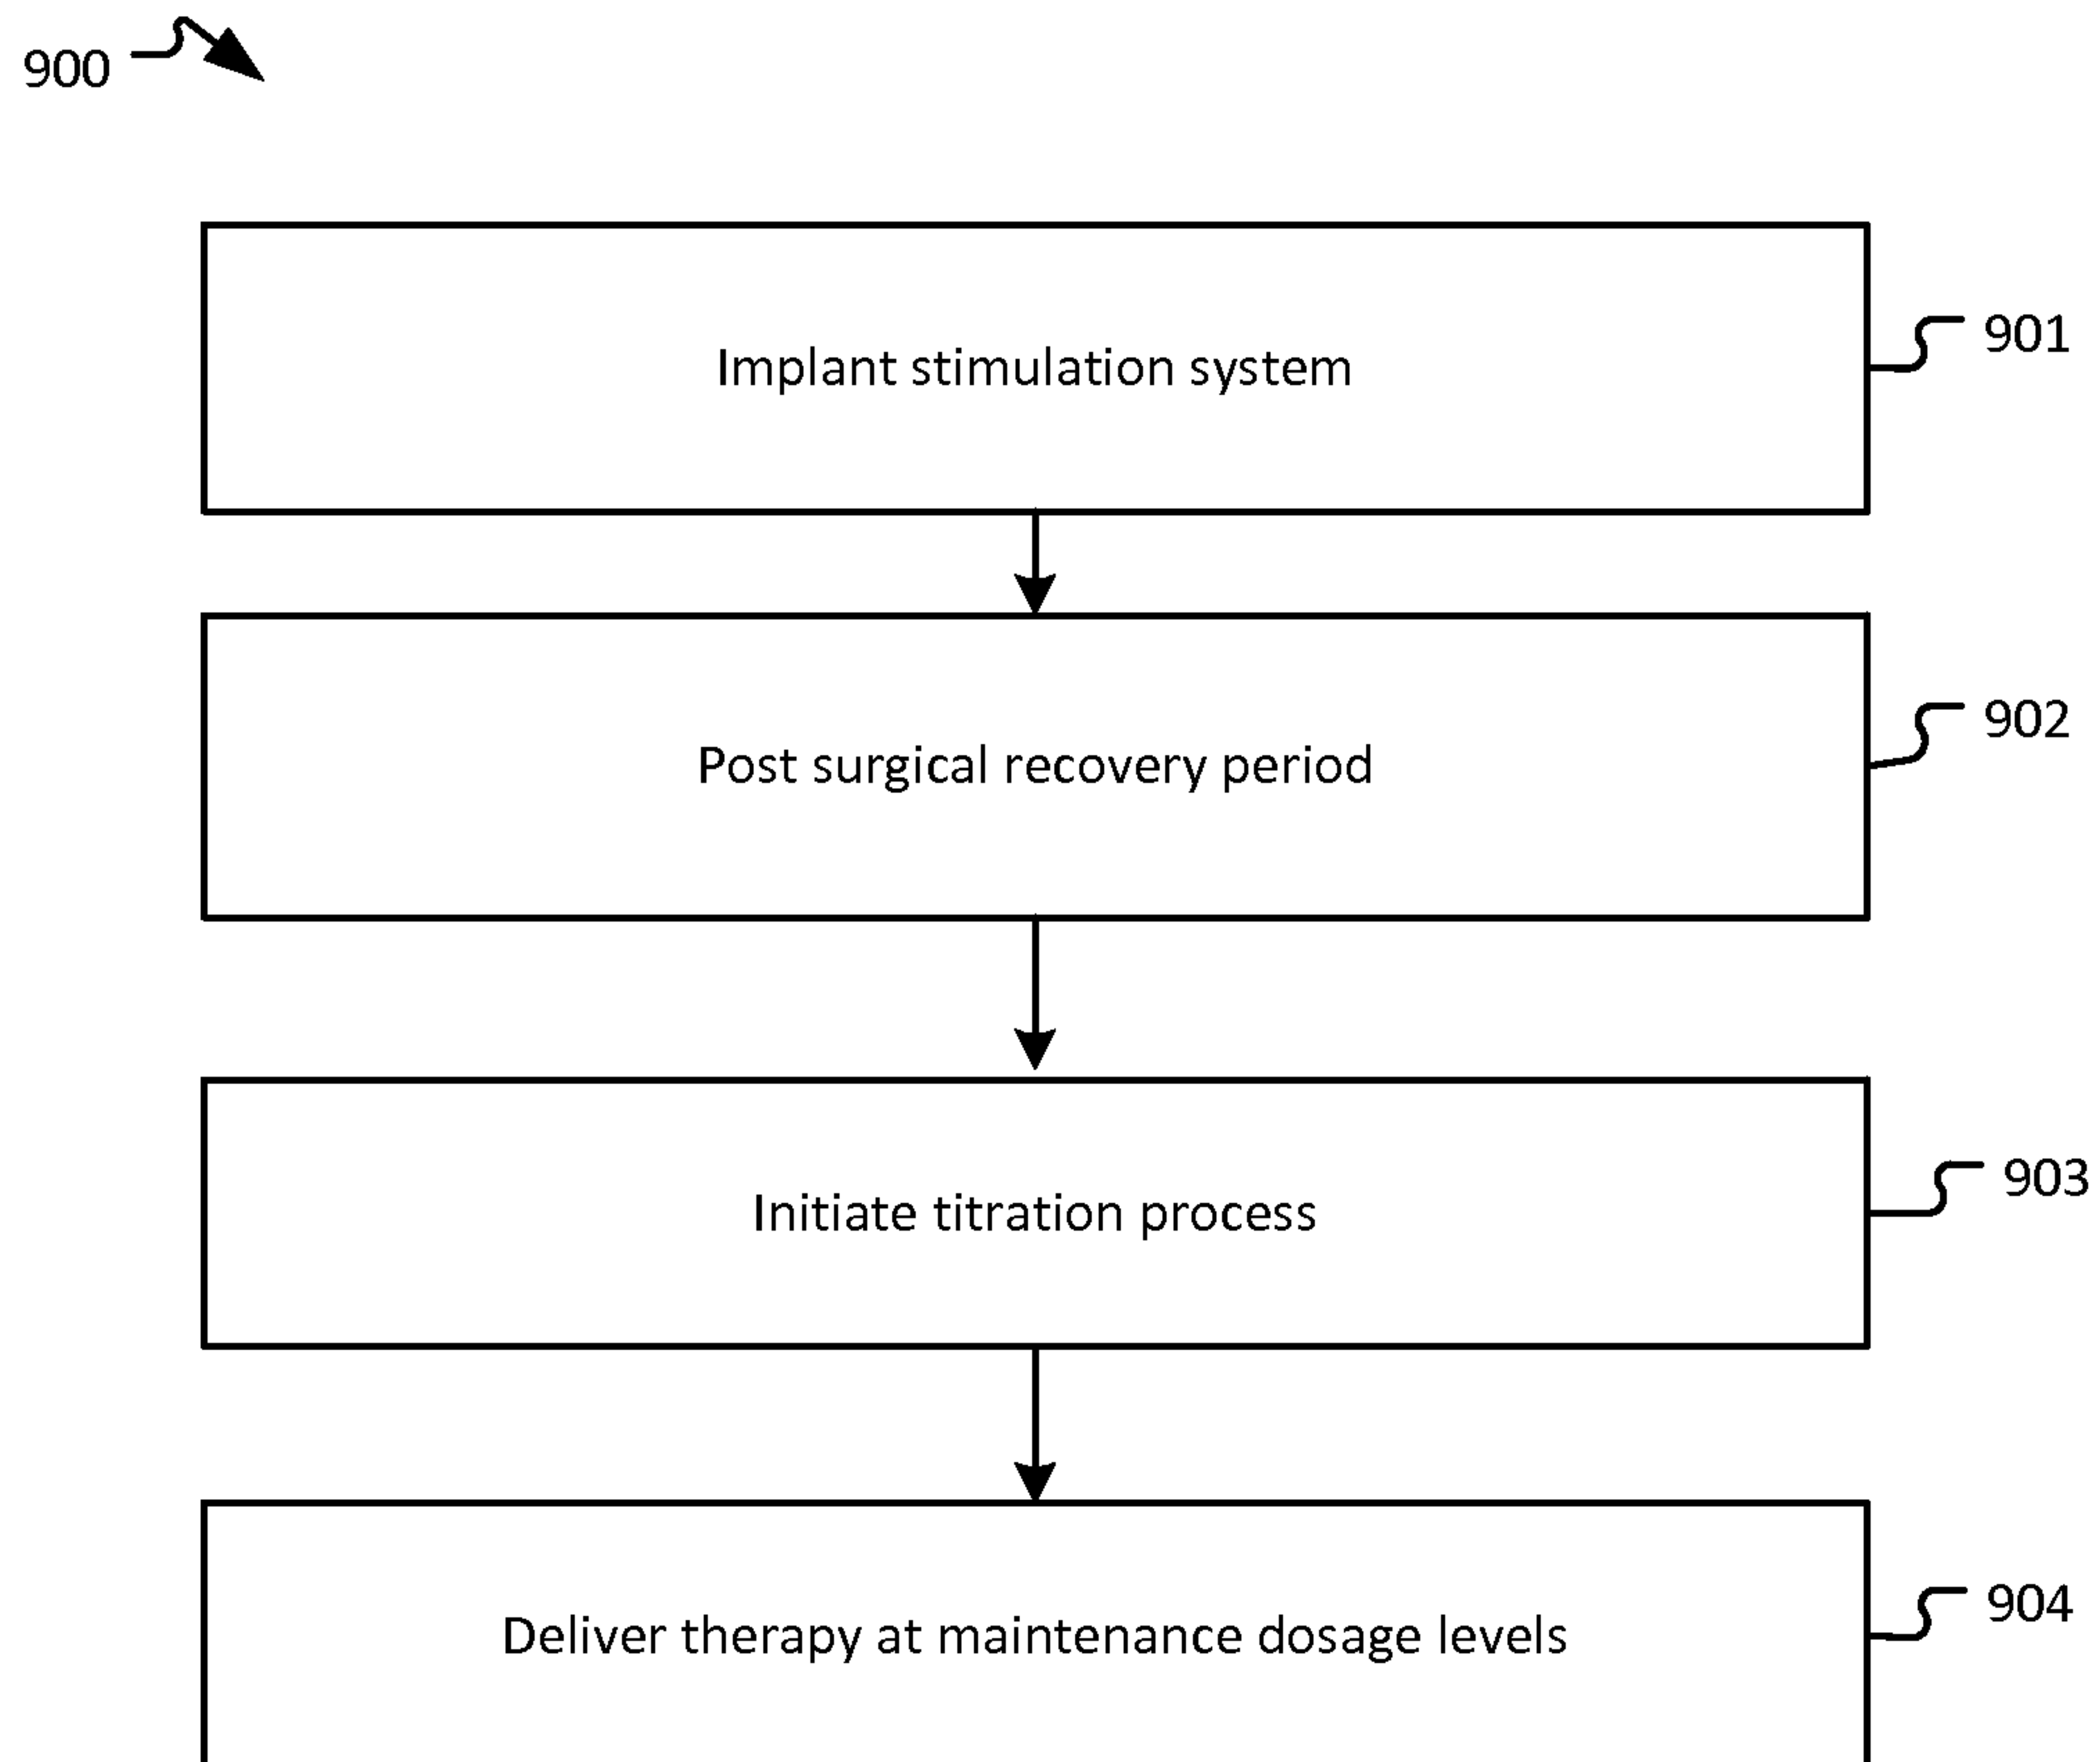 900
Implant stimulation system
901
Post surgical recovery period
902
Initiate titration process
903
Deliver therapy at maintenance dosage levels
904